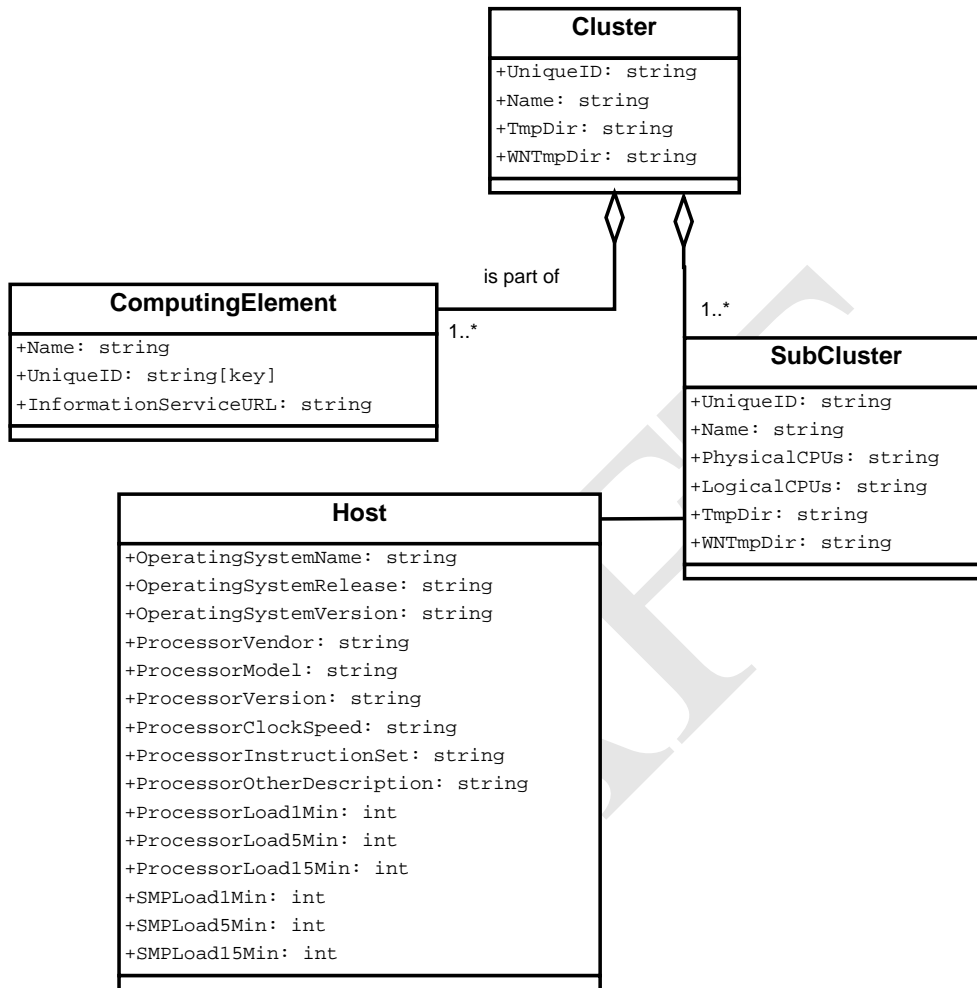 Cluster
+UniqueID: string
+Name: string
+TmpDir: string
+WNTmpDir: string
is part of
1..*
1..*
ComputingElement
+Name: string
+UniqueID: string[key]
+InformationServiceURL: string
SubCluster
+UniqueID: string
+Name: string
+PhysicalCPUs: string
+LogicalCPUs: string
+TmpDir: string
+WNTmpDir: string
Host
+OperatingSystemName: string
+OperatingSystemRelease: string
+OperatingSystemVersion: string
+ProcessorVendor: string
+ProcessorModel: string
+ProcessorVersion: string
+ProcessorClockSpeed: string
+ProcessorInstructionSet: string
+ProcessorOtherDescription: string
+ProcessorLoad1Min: int
+ProcessorLoad5Min: int
+ProcessorLoad15Min: int
+SMPLoad1Min: int
+SMPLoad5Min: int
+SMPLoad15Min: int